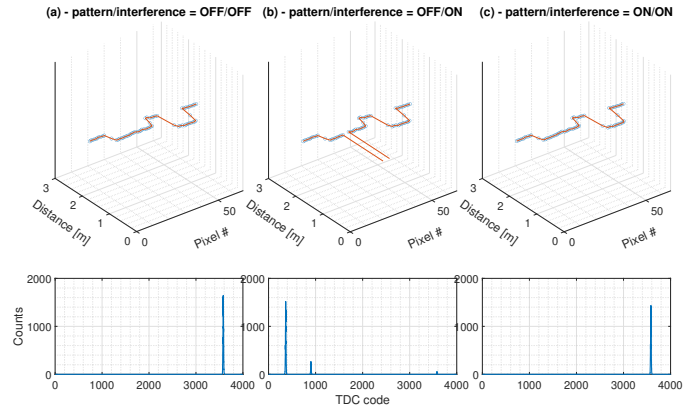 (a) - pattern/interference = OFF/OFF
(b) - pattern/interference = OFF/ON
(c) - pattern/interference = ON/ON
3
2
1
0
0
50
Distance [m]
Pixel #
3
2
1
0
0
50
Distance [m]
Pixel #
3
2
1
0
0
50
Distance [m]
Pixel #
Counts
2000
1000
0
0 1000 2000 3000 4000
2000
1000
0
0 1000 2000 3000 4000
2000
1000
0
0 1000 2000 3000 4000
TDC code